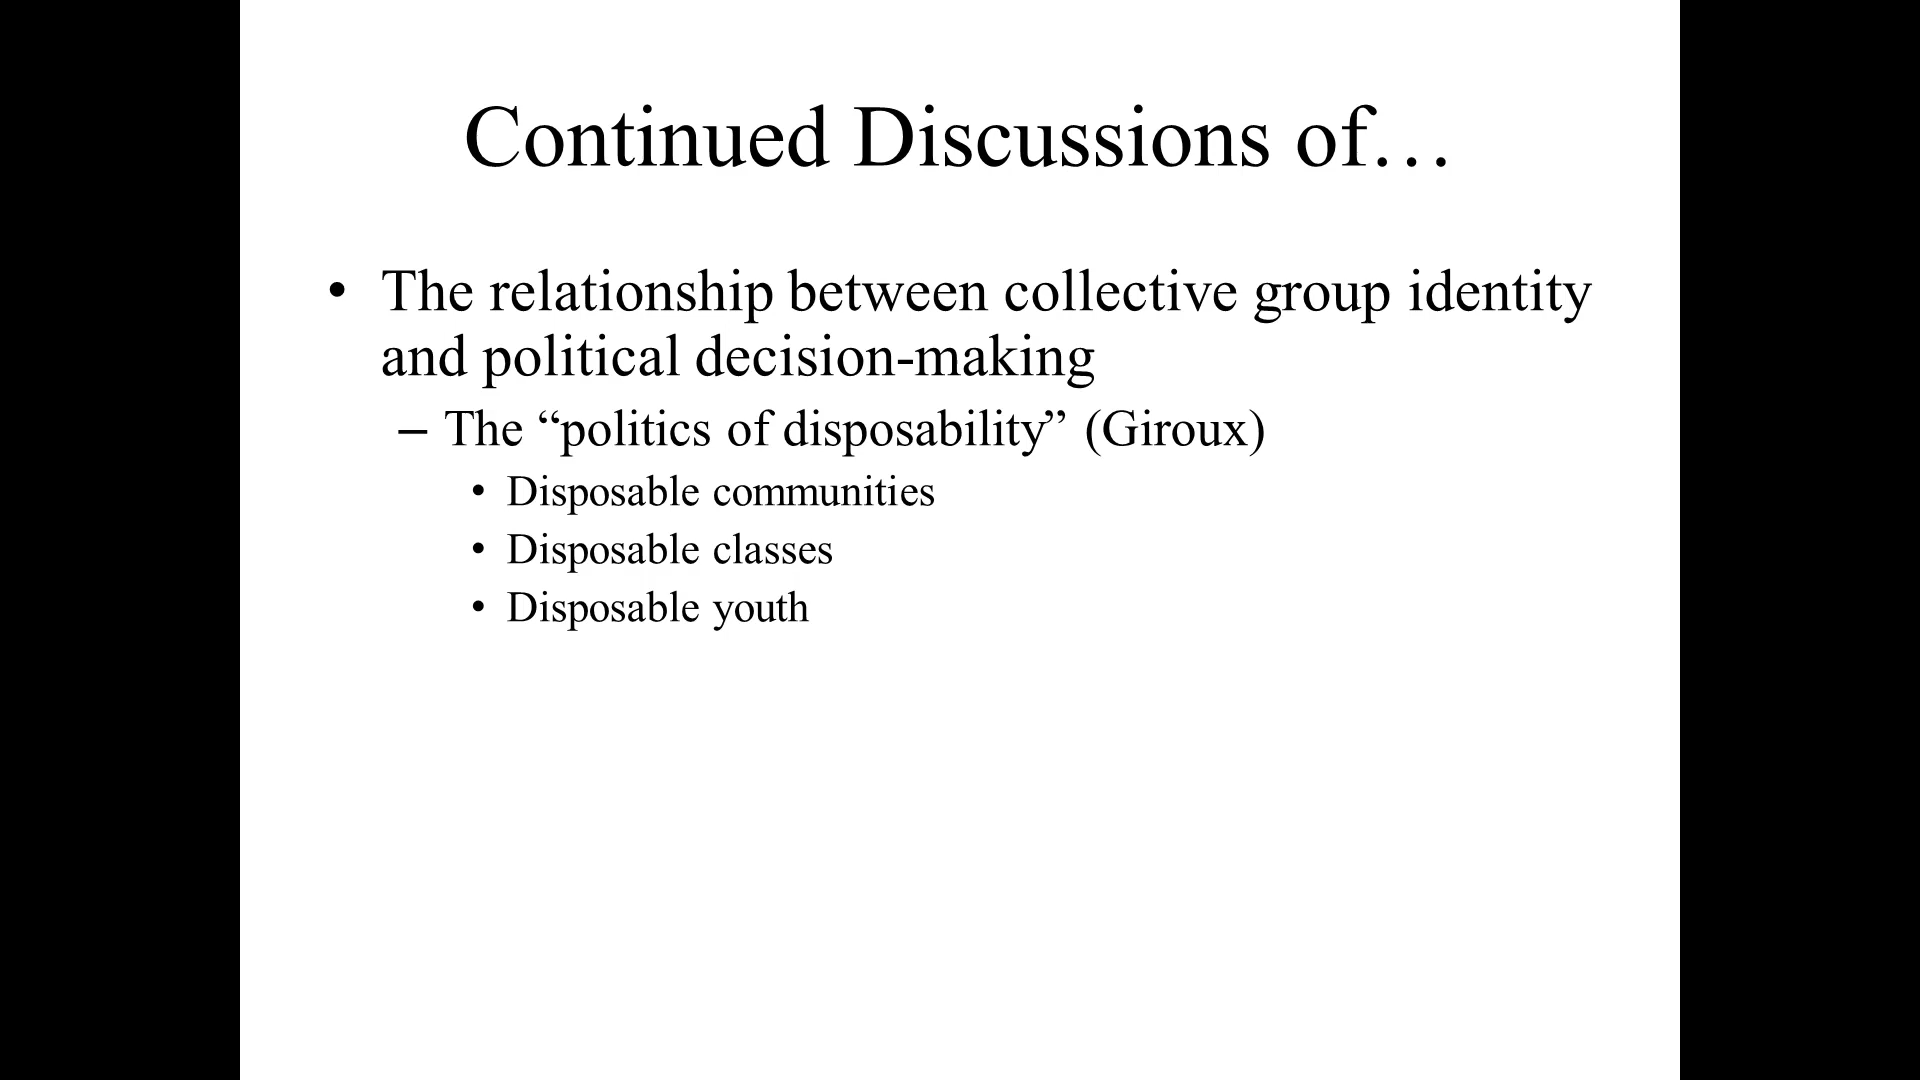 Continued Discussions of…
• The relationship between collective group identity
and political decision-making
– The “politics of disposability” (Giroux)
• Disposable communities
• Disposable classes
• Disposable youth